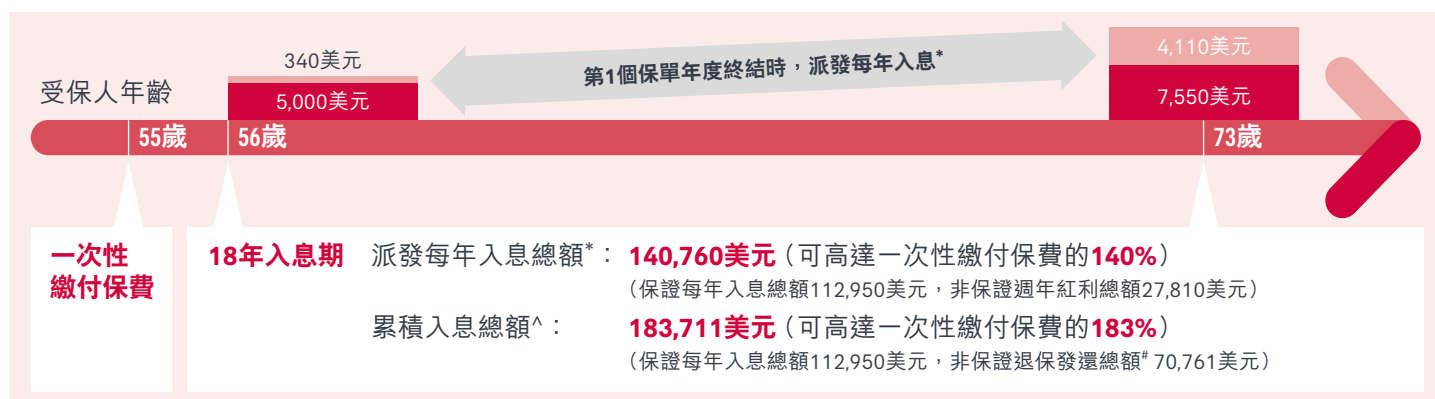 受保人年齡
340美元
5,000美元
第1個保單年度終結時，派發每年入息*
4,110美元
7,550美元
55歲
56歲
73歲
一次性
繳付保費
18年入息期
派發每年入息總額*： 140,760美元（可高達一次性繳付保費的140%）
（保證每年入息總額112,950美元，非保證週年紅利總額27,810美元）
累積入息總額^： 183,711美元（可高達一次性繳付保費的183%）
（保證每年入息總額112,950美元，非保證退保發還總額# 70,761美元）